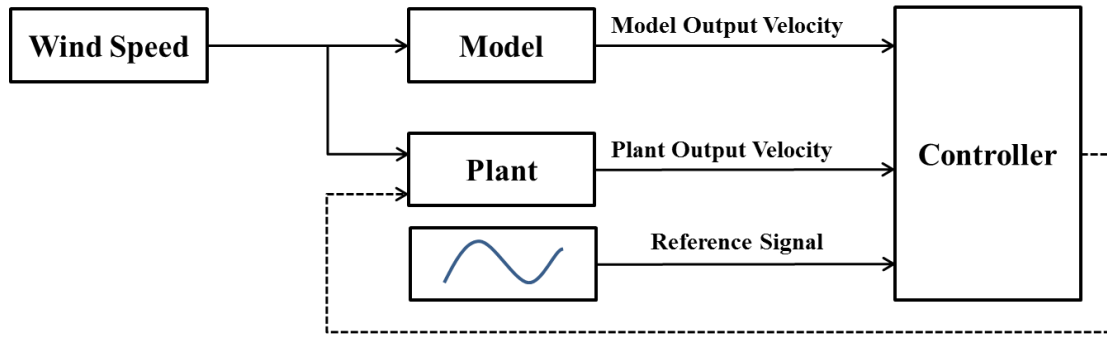 Wind Speed
Model
Model Output Velocity
Plant
Plant Output Velocity
Controller
Reference Signal